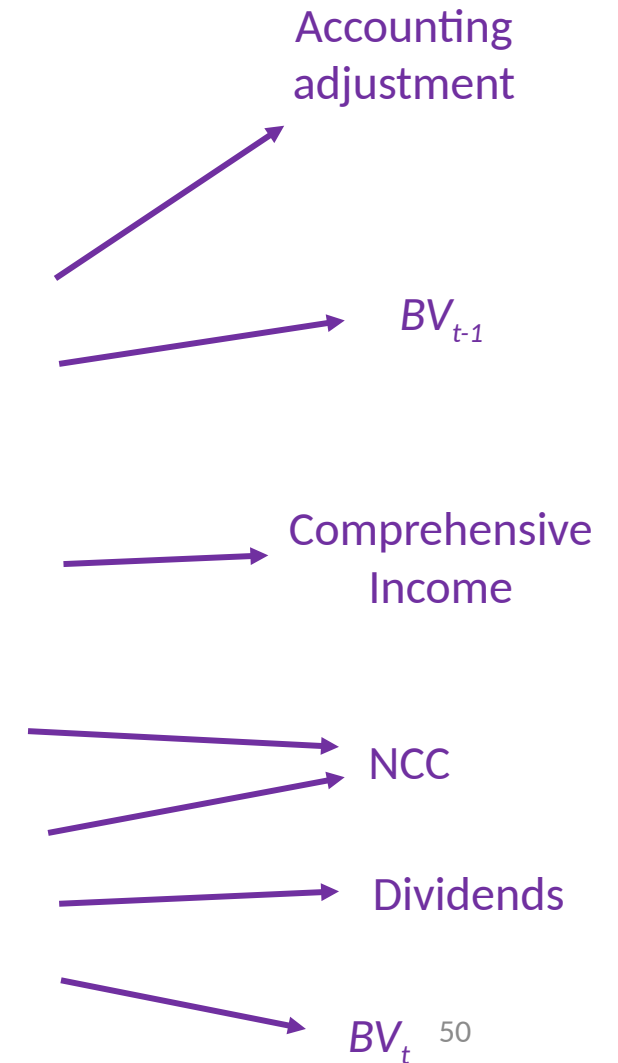 Accounting
adjustment
BVt-1
Comprehensive
Income
NCC
Dividends
BVt 50